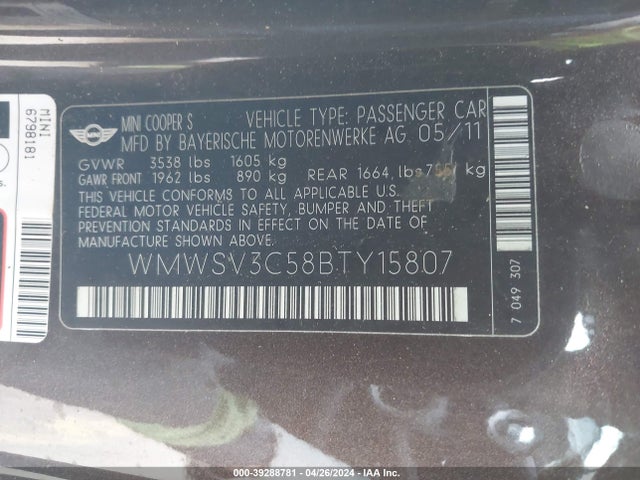 MINI
6798181
s.
MINI COOPER S VEHICLE TYPE: PASSENGER CAR
MFD BY BAYERISCHE MOTORENWERKE AG 05/11
GVWR 3538 lbs 1605 kg
GAWR FRONT 1962 lbs 890 kg REAR 1664 lbs 755 kg
THIS VEHICLE CONFORMS TO ALL APPLICABLE U.S.
FEDERAL MOTOR VEHICLE SAFETY, BUMPER AND THEFT
PREVENTION STANDARDS IN EFFECT ON THE DATE
OF MANUFACTURE SHOWN ABOVE.
WMWSV3C58BTY15807
7 049 307
000-39288781 - 04/26/2024 - IAA Inc.